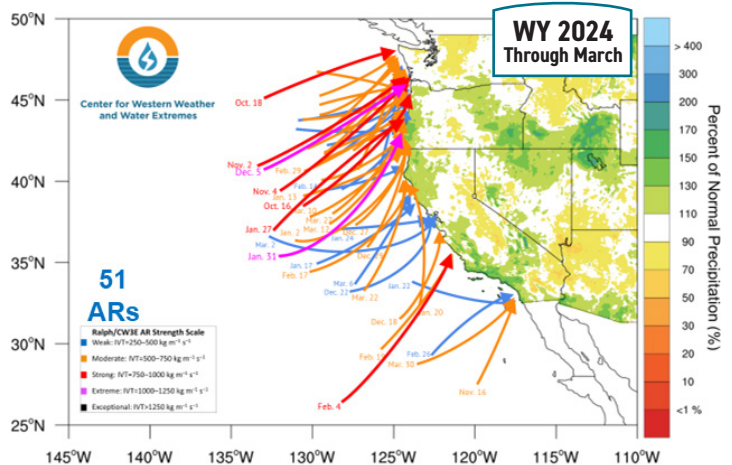 50°N
45°N
40°N
35°N
30°N
25°N
145°W
140°W
135°W
130°W
125°W
120°W
115°W
110°W
WY 2024
Through March
Center for Western Weather
and Water Extremes
51
ARs
Ralph/CW3E AR Strength Scale
Weak: IVT=250–500 kg m⁻¹ s⁻¹
Moderate: IVT=500–750 kg m⁻¹ s⁻¹
Strong: IVT=750–1000 kg m⁻¹ s⁻¹
Extreme: IVT=1000–1250 kg m⁻¹ s⁻¹
Exceptional: IVT>1250 kg m⁻¹ s⁻¹
Oct. 18
Nov. 2
Dec. 5
Nov. 4
Oct. 16
Jan. 27
Mar. 2
Jan. 31
Jan. 2
Mar. 12
Jan. 17
Feb. 17
Mar. 6
Dec. 22
Mar. 22
Jan. 22
Jan. 20
Dec. 18
Feb. 26
Mar. 30
Nov. 16
Feb. 4
> 400
300
200
170
150
130
110
90
70
50
30
20
10
<1 %
Percent of Normal Precipitation (%)